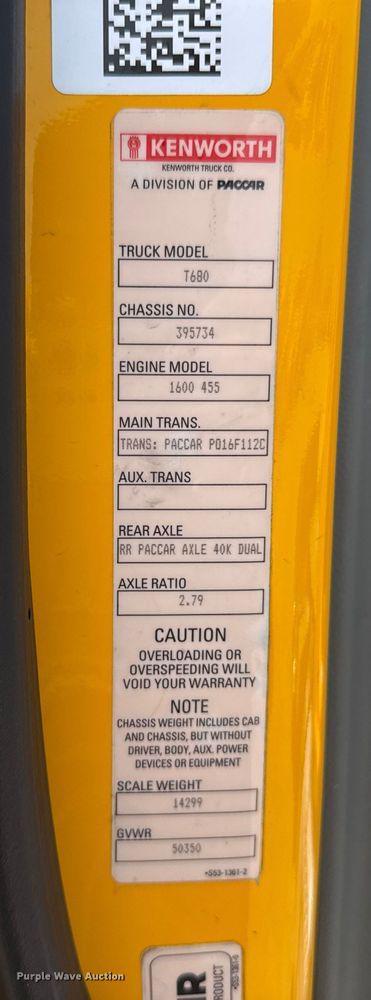 KENWORTH
KENWORTH TRUCK CO.
A DIVISION OF PACCAR
TRUCK MODEL
T680
CHASSIS NO.
395734
ENGINE MODEL
1600 455
MAIN TRANS.
TRANS: PACCAR PO16F112C
AUX. TRANS
REAR AXLE
RR PACCAR AXLE 40K DUAL
AXLE RATIO
2.79
CAUTION
OVERLOADING OR
OVERSPEEDING WILL
VOID YOUR WARRANTY
NOTE
CHASSIS WEIGHT INCLUDES CAB
AND CHASSIS, BUT WITHOUT
DRIVER, BODY, AUX. POWER
DEVICES OR EQUIPMENT
SCALE WEIGHT
14299
GVWR
50350
*S53-1301-2
Purple Wave Auction